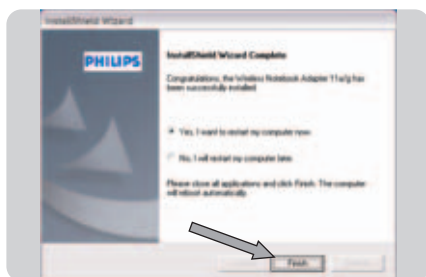 InstallShield Wizard
PHILIPS
InstallShield Wizard Complete
Congratulations, the Wireless Notebook Adapter 11a/g has
been successfully installed
Yes, I want to restart my computer now.
No, I will restart my computer later.
Please close all applications and click Finish. The computer
will reboot automatically.
Finish